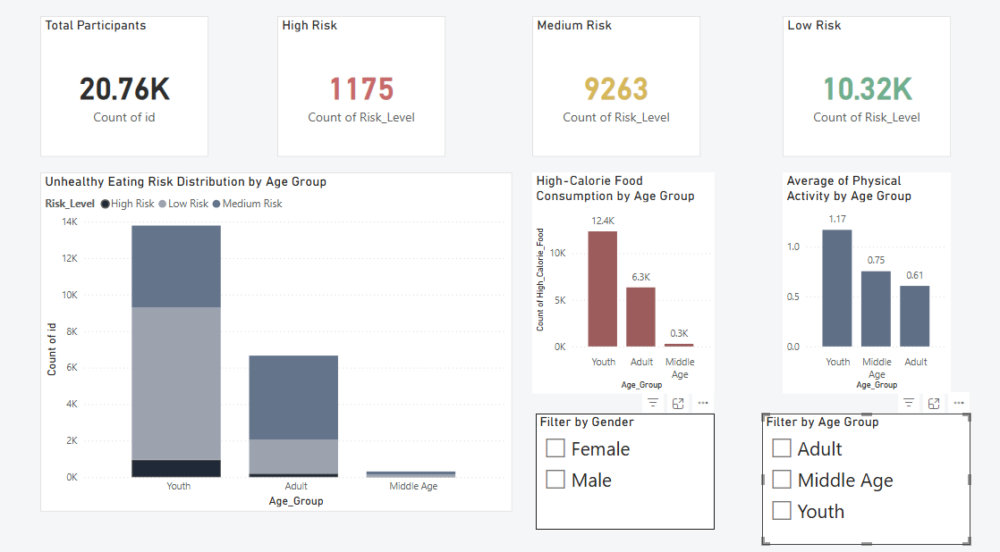 Total Participants
20.76K
Count of id
High Risk
1175
Count of Risk_Level
Medium Risk
9263
Count of Risk_Level
Low Risk
10.32K
Count of Risk_Level
Unhealthy Eating Risk Distribution by Age Group
Risk_Level High Risk Low Risk Medium Risk
14K
12K
10K
8K
6K
4K
2K
0K
Count of id
Youth Adult Middle Age
Age_Group
High-Calorie Food
Consumption by Age Group
Count of High_Calorie_Food
10K
5K
0K
12.4K
6.3K
0.3K
Youth Adult Middle
Age
Age_Group
Average of Physical
Activity by Age Group
1.0
0.5
0.0
1.17
0.75
0.61
Youth Middle Adult
Age
Age_Group
Filter by Gender
Female
Male
Filter by Age Group
Adult
Middle Age
Youth